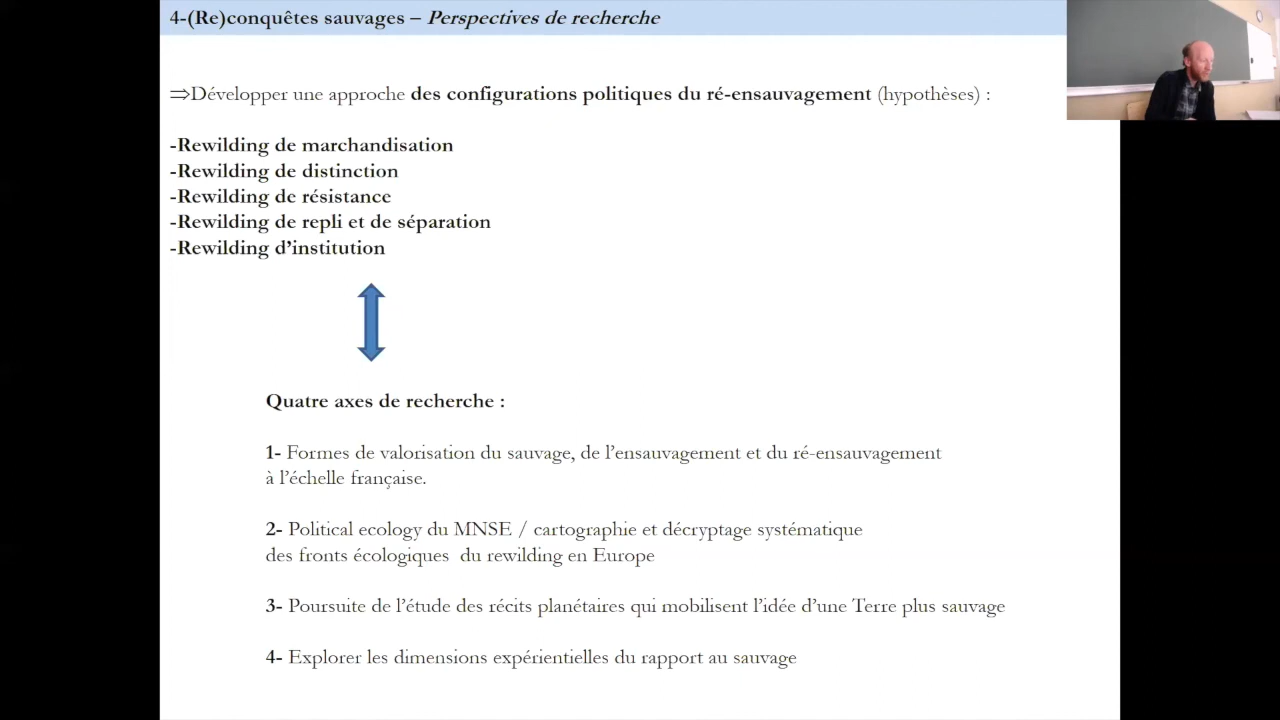 4-(Re)conquêtes sauvages – Perspectives de recherche
⇒Développer une approche des configurations politiques du ré-ensauvagement (hypothèses) :
-Rewilding de marchandisation
-Rewilding de distinction
-Rewilding de résistance
-Rewilding de repli et de séparation
-Rewilding d’institution
Quatre axes de recherche :
1- Formes de valorisation du sauvage, de l’ensauvagement et du ré-ensauvagement
à l’échelle française.
2- Political ecology du MNSE / cartographie et décryptage systématique
des fronts écologiques du rewilding en Europe
3- Poursuite de l’étude des récits planétaires qui mobilisent l’idée d’une Terre plus sauvage
4- Explorer les dimensions expérientielles du rapport au sauvage